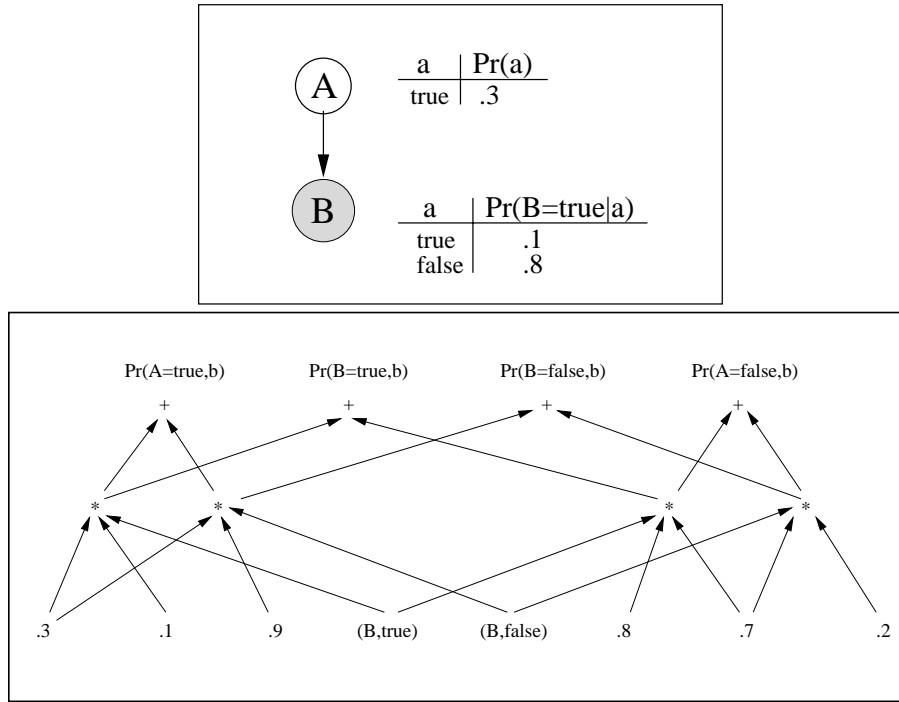 A
a Pr(a)
true .3
B
a Pr(B=true|a)
true .1
false .8
Pr(A=true,b) Pr(B=true,b) Pr(B=false,b) Pr(A=false,b)
+ + + +
* * * *
.3 .1 .9 (B,true) (B,false) .8 .7 .2